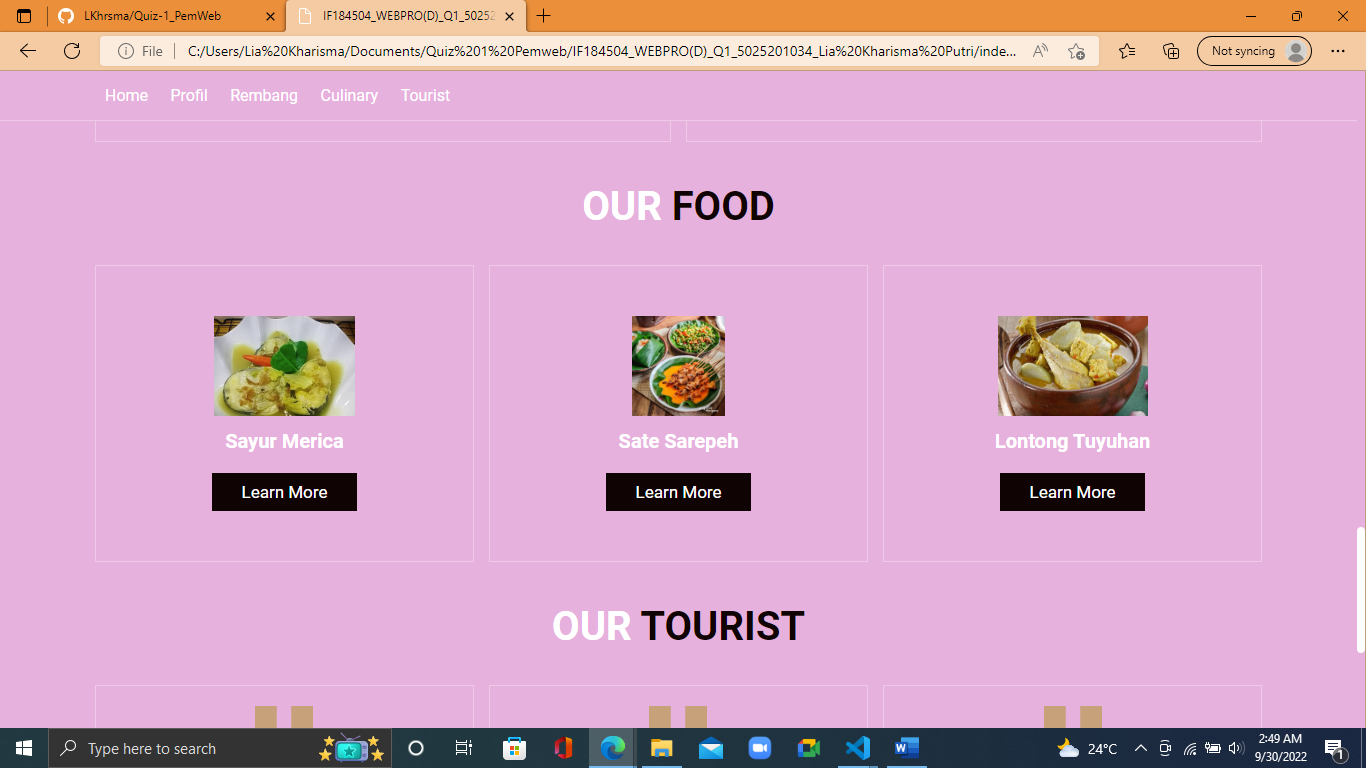 LKhrsma/Quiz-1_PemWeb
IF184504_WEBPRO(D)_Q1_50252
File
C:/Users/Lia%20Kharisma/Documents/Quiz%201%20Pemweb/IF184504_WEBPRO(D)_Q1_5025201034_Lia%20Kharisma%20Putri/inde...
Not syncing
Home Profil Rembang Culinary Tourist
OUR FOOD
Sayur Merica Sate Sarepeh Lontong Tuyuhan
Learn More Learn More Learn More
OUR TOURIST
Type here to search
24°C
2:49 AM
9/30/2022
1